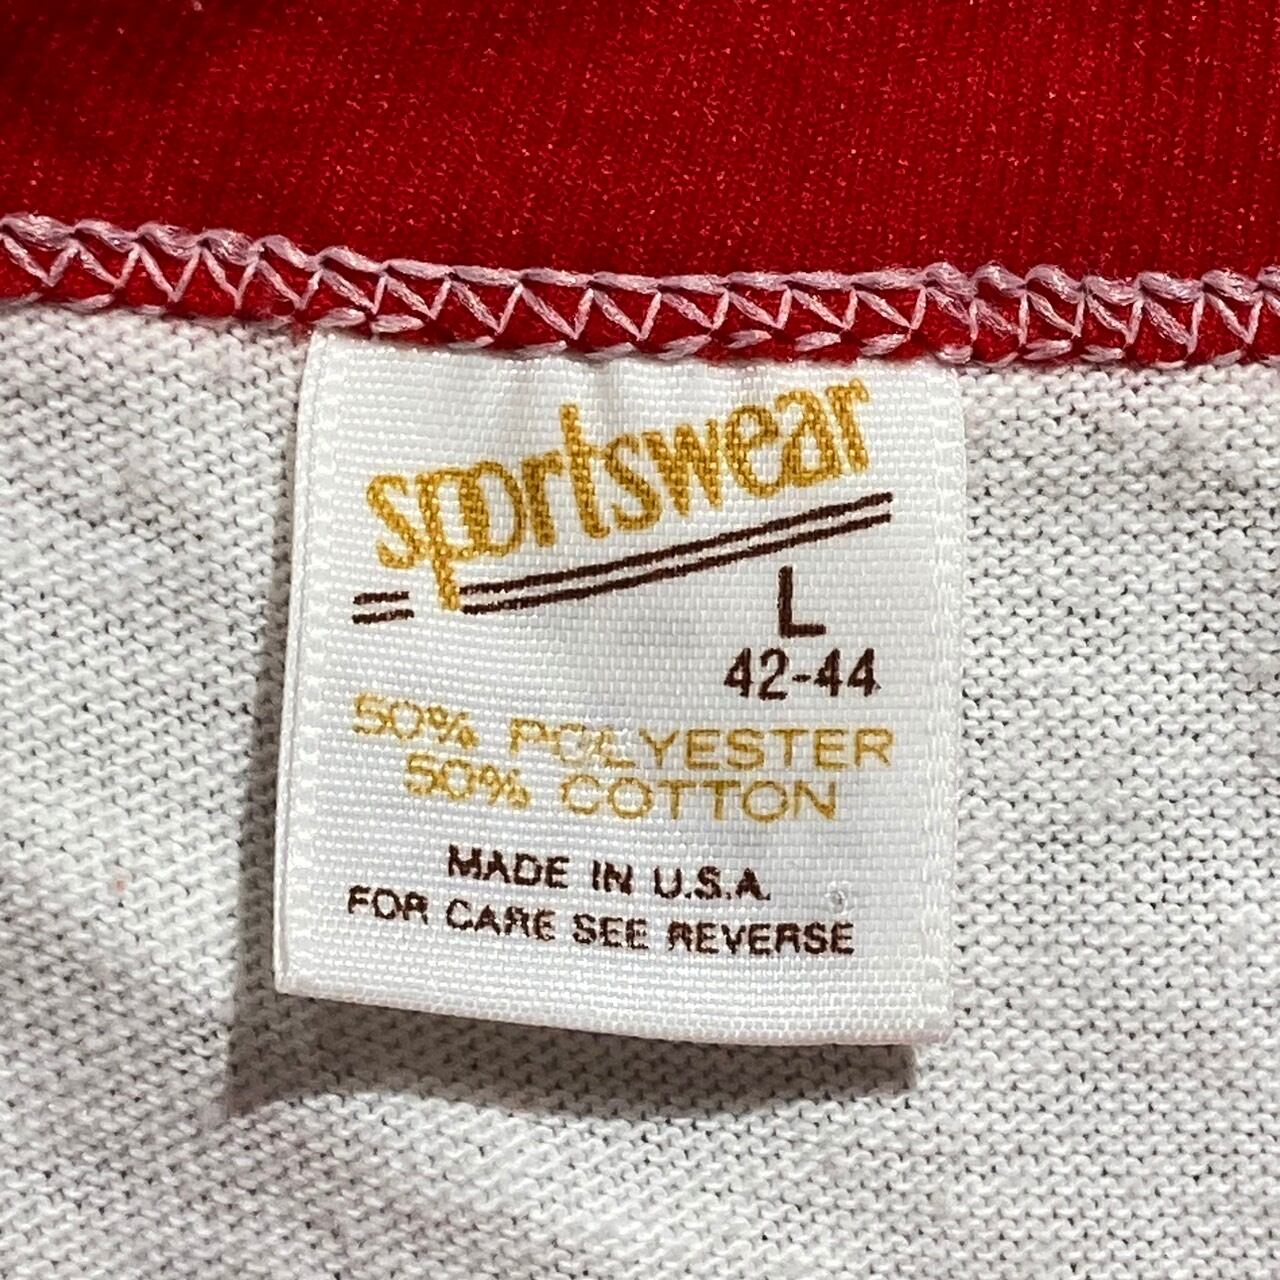 sportswear
L
42-44
50% POLYESTER
50% COTTON
MADE IN U.S.A.
FOR CARE SEE REVERSE